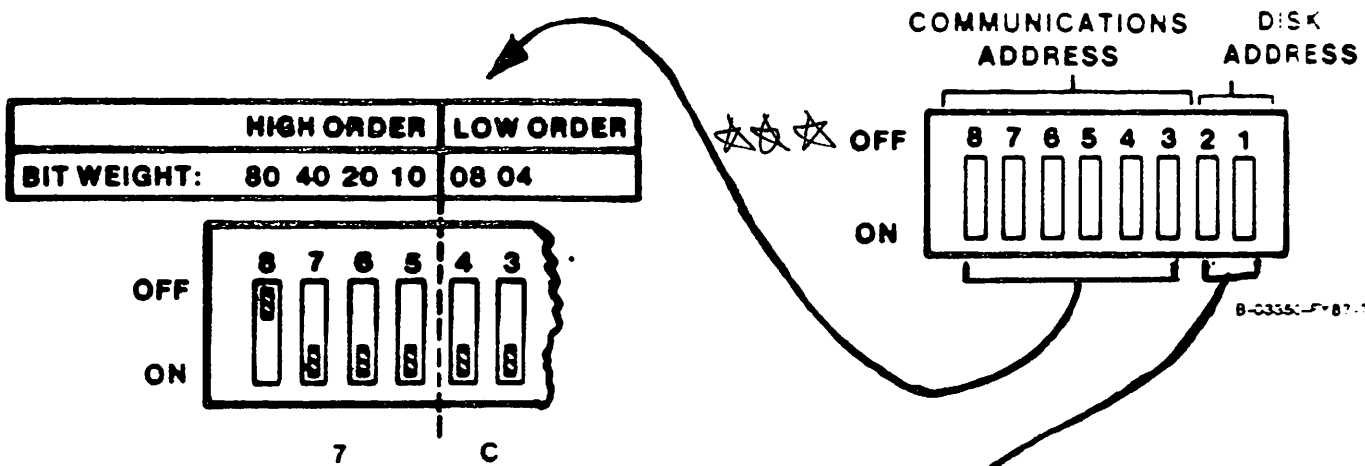 COMMUNICATIONS ADDRESS
DISK ADDRESS
HIGH ORDER LOW ORDER
BIT WEIGHT: 80 40 20 10 08 04
OFF 8 7 6 5 4 3 2 1
ON
8 7 6 5 4 3
OFF
ON
7 C